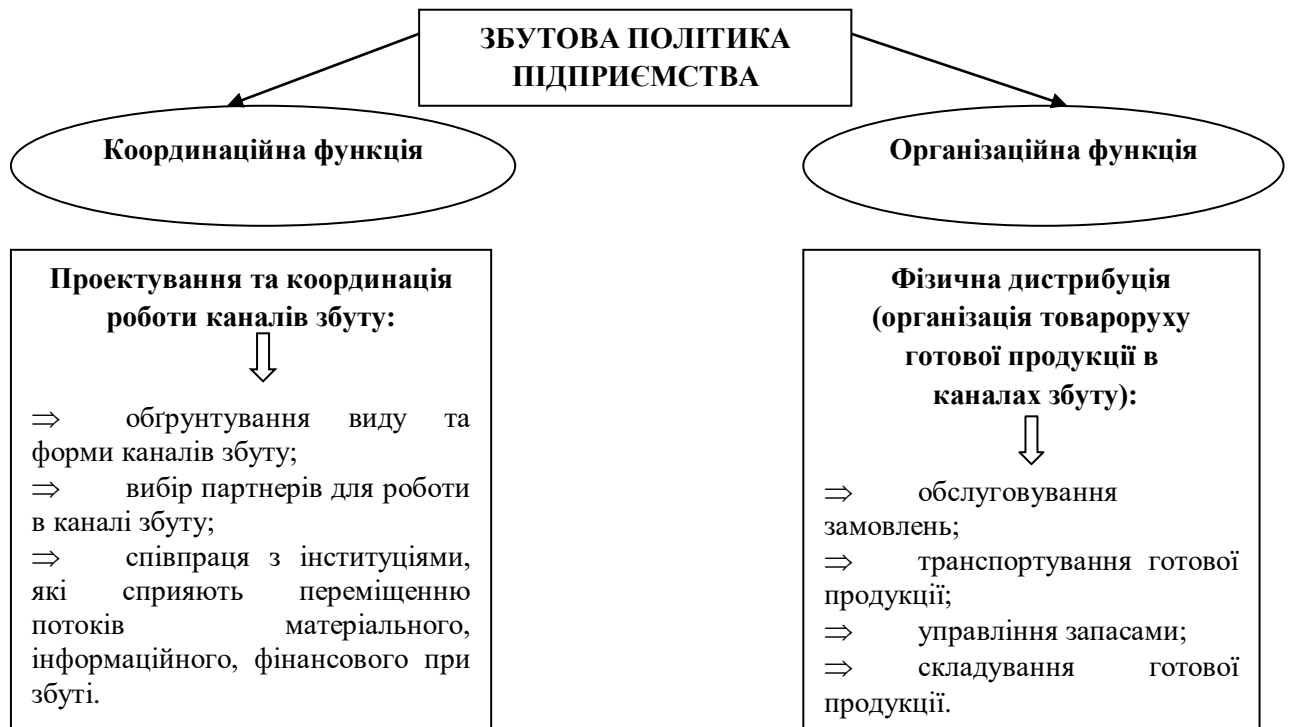 ЗБУТОВА ПОЛІТИКА
ПІДПРИЄМСТВА
Координаційна функція
Організаційна функція
Проектування та координація
роботи каналів збуту:
⇒ обґрунтування виду та
форми каналів збуту;
⇒ вибір партнерів для роботи
в каналі збуту;
⇒ співпраця з інституціями,
які сприяють переміщенню
потоків матеріального,
інформаційного, фінансового при
збуті.
Фізична дистрибуція
(організація товароруху
готової продукції в
каналах збуту):
⇒ обслуговування
замовлень;
⇒ транспортування готової
продукції;
⇒ управління запасами;
⇒ складування готової
продукції.